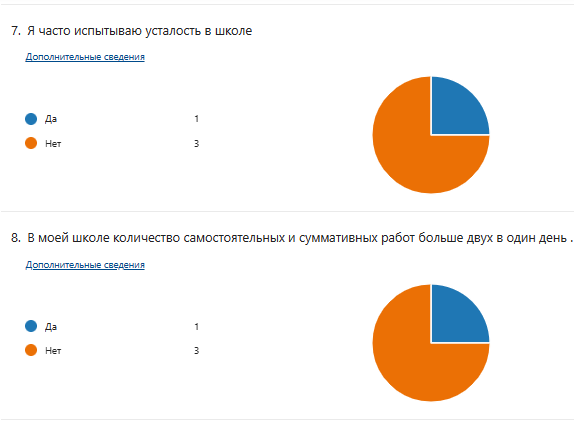 7. Я часто испытываю усталость в школе
Дополнительные сведения
Да 1
Нет 3
8. В моей школе количество самостоятельных и суммативных работ больше двух в один день .
Дополнительные сведения
Да 1
Нет 3